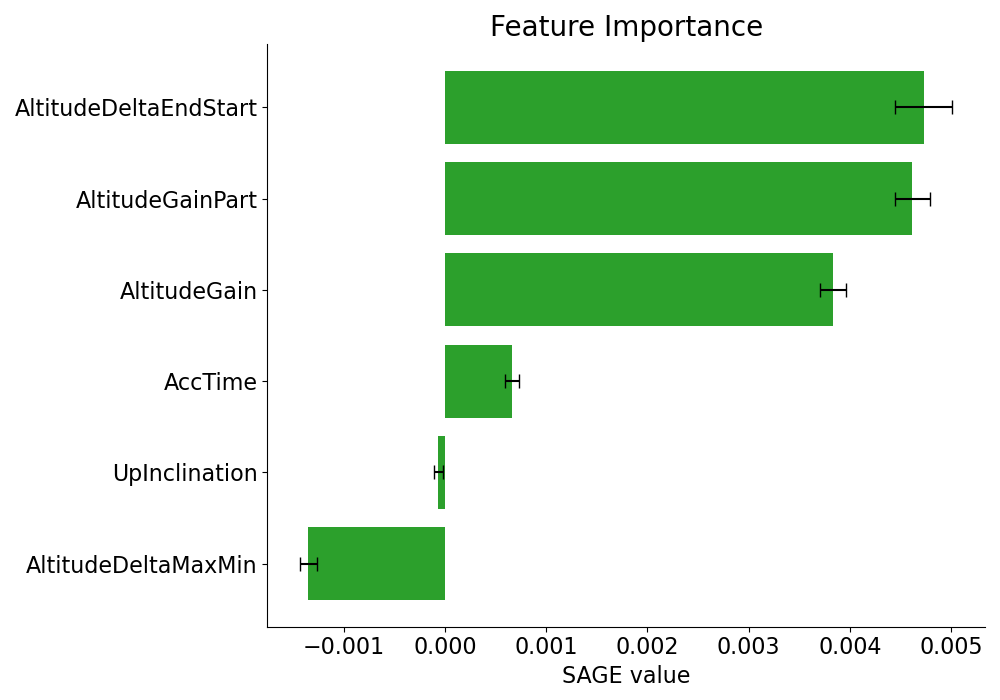 Feature Importance
AltitudeDeltaEndStart
AltitudeGainPart
AltitudeGain
AccTime
UpInclination
AltitudeDeltaMaxMin
−0.001 0.000 0.001 0.002 0.003 0.004 0.005
SAGE value